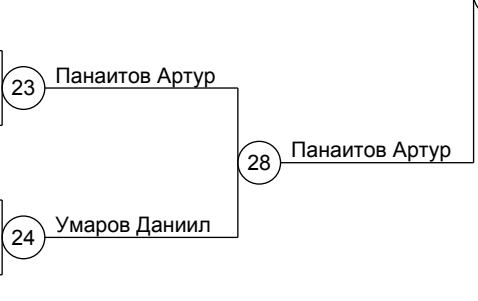 Панаитов Артур
23
28
Панаитов Артур
Умаров Даниил
24